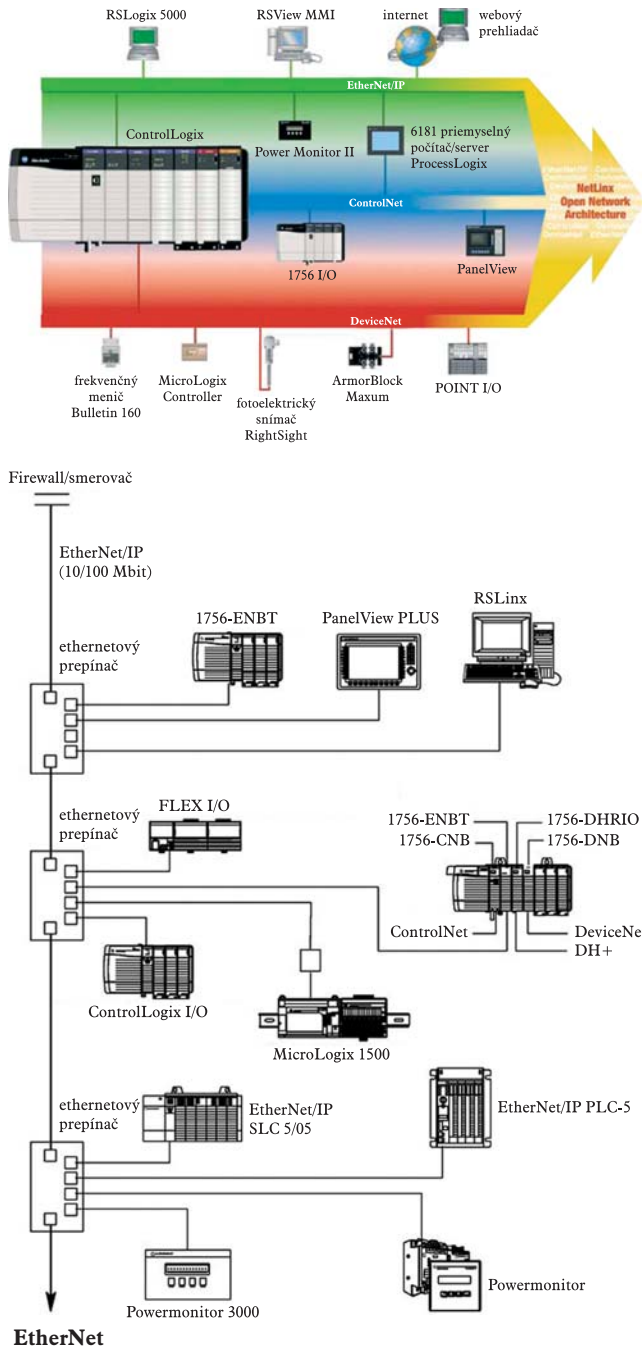 RSLogix 5000
RSView MMI
internet
webový
prehliadač
EtherNet/IP
ControlLogix
Power Monitor II
6181 priemyselný
počítač/server
ProcessLogix
NetLinx
Open Network
Architecture
ControlNet
1756 I/O
PanelView
DeviceNet
frekvenčný
menič
Bulletin 160
MicroLogix
Controller
fotoelektrický
snímač
RightSight
ArmorBlock
Maxum
POINT I/O
Firewall/smerovač
EtherNet/IP
(10/100 Mbit)
1756-ENBT
PanelView PLUS
RSLinx
ethernetový
prepínač
ethernetový
prepínač
FLEX I/O
1756-ENBT
1756-DHRIO
1756-CNB
1756-DNB
ControlNet
DeviceNe
DH+
ControlLogix I/O
MicroLogix 1500
ethernetový
prepínač
EtherNet/IP
SLC 5/05
EtherNet/IP PLC-5
Powermonitor 3000
Powermonitor
EtherNet